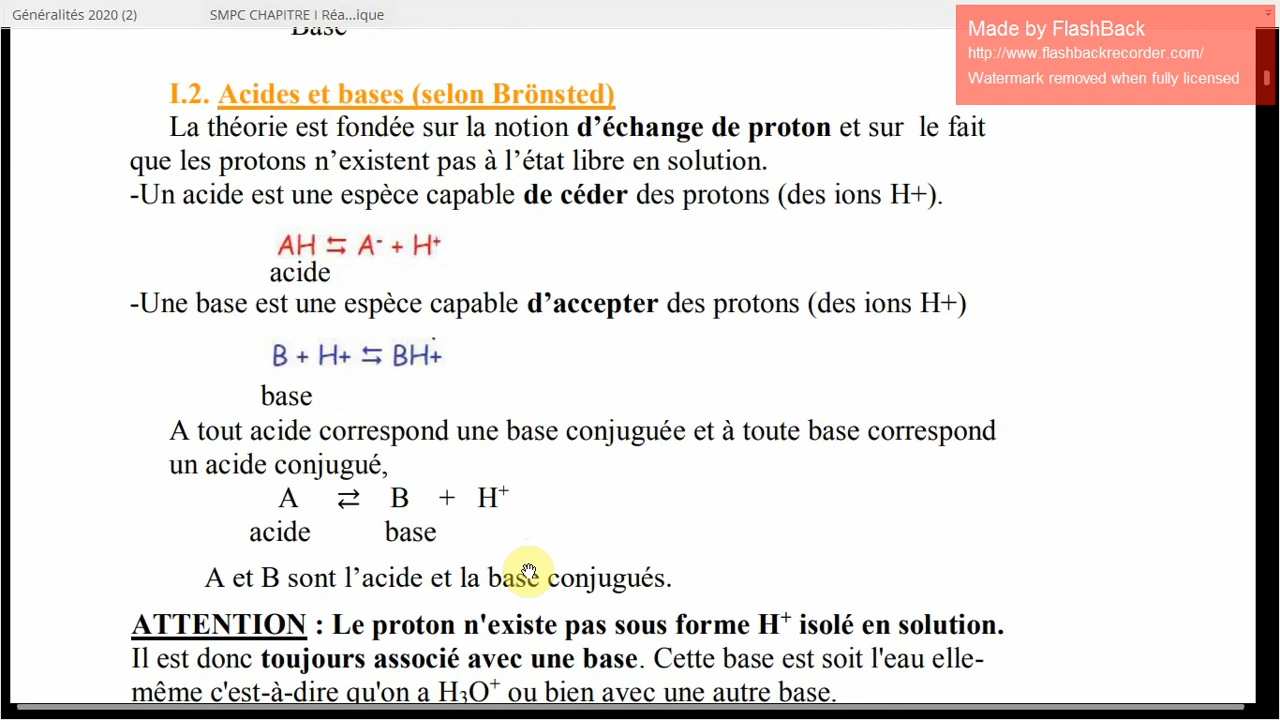 Généralités 2020 (2) SMPC CHAPITRE I Réa...ique
Base
Made by FlashBack
http://www.flashbackrecorder.com/
Watermark removed when fully licensed
I.2. Acides et bases (selon Brönsted)
La théorie est fondée sur la notion d’échange de proton et sur le fait
que les protons n’existent pas à l’état libre en solution.
-Un acide est une espèce capable de céder des protons (des ions H+).
AH ⇆ A⁻ + H⁺
acide
-Une base est une espèce capable d’accepter des protons (des ions H+)
B + H+ ⇆ BH+
base
A tout acide correspond une base conjuguée et à toute base correspond
un acide conjugué,
A ⇄ B + H⁺
acide base
A et B sont l’acide et la base conjugués.
ATTENTION : Le proton n'existe pas sous forme H⁺ isolé en solution.
Il est donc toujours associé avec une base. Cette base est soit l'eau elle-
même c'est-à-dire qu'on a H₃O⁺ ou bien avec une autre base.